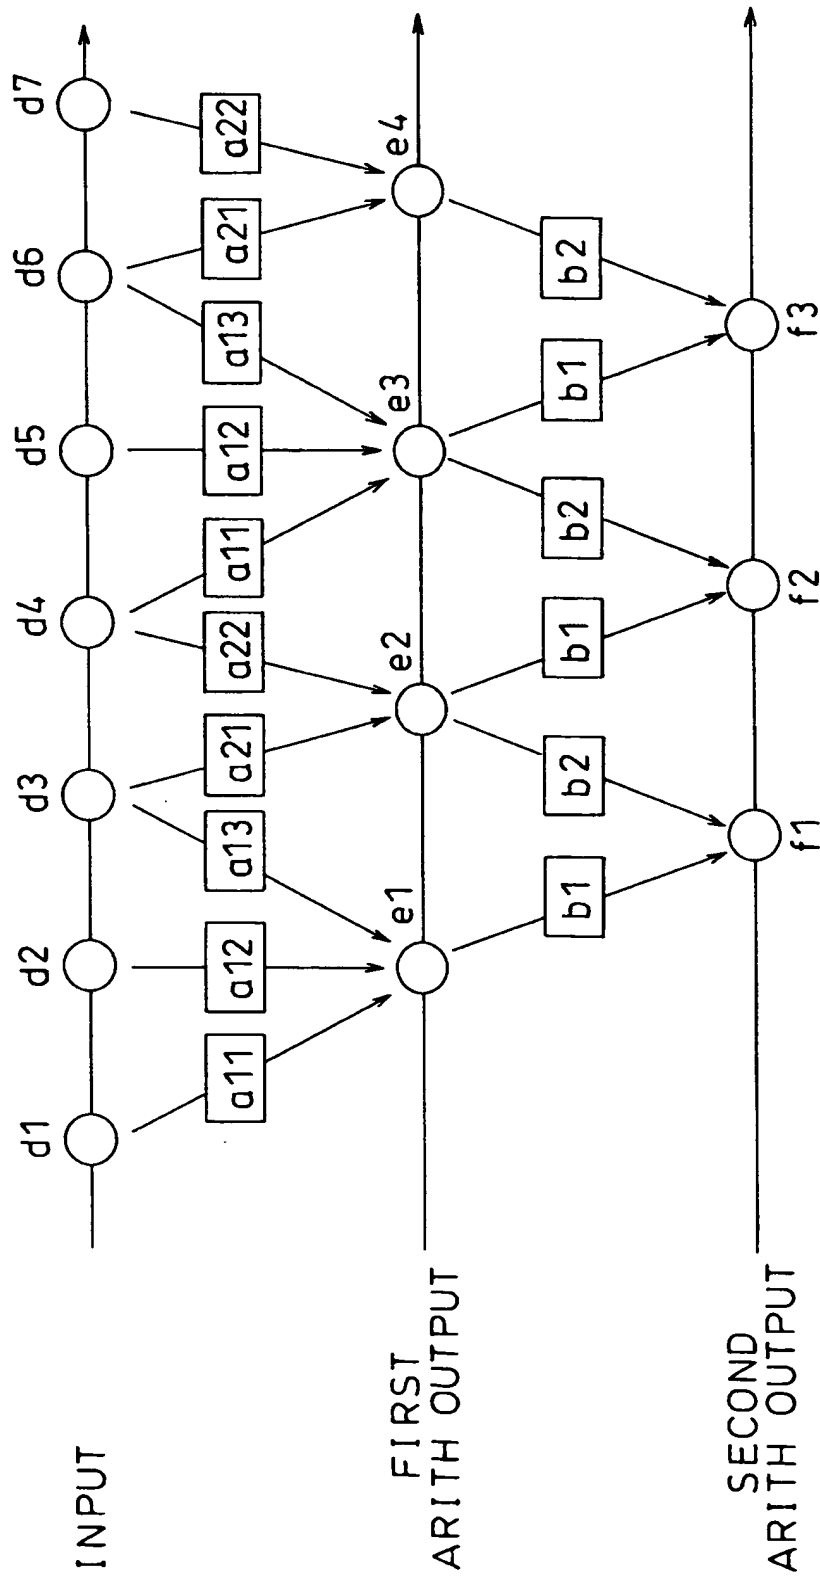 d1 d2 d3 d4 d5 d6 d7
INPUT
a11 a12 a13 a21 a22 a11 a12 a13 a21 a22
e1 e2 e3 e4
FIRST
ARITH OUTPUT
b1 b2 b1 b2 b1 b2
SECOND
ARITH OUTPUT
f1 f2 f3